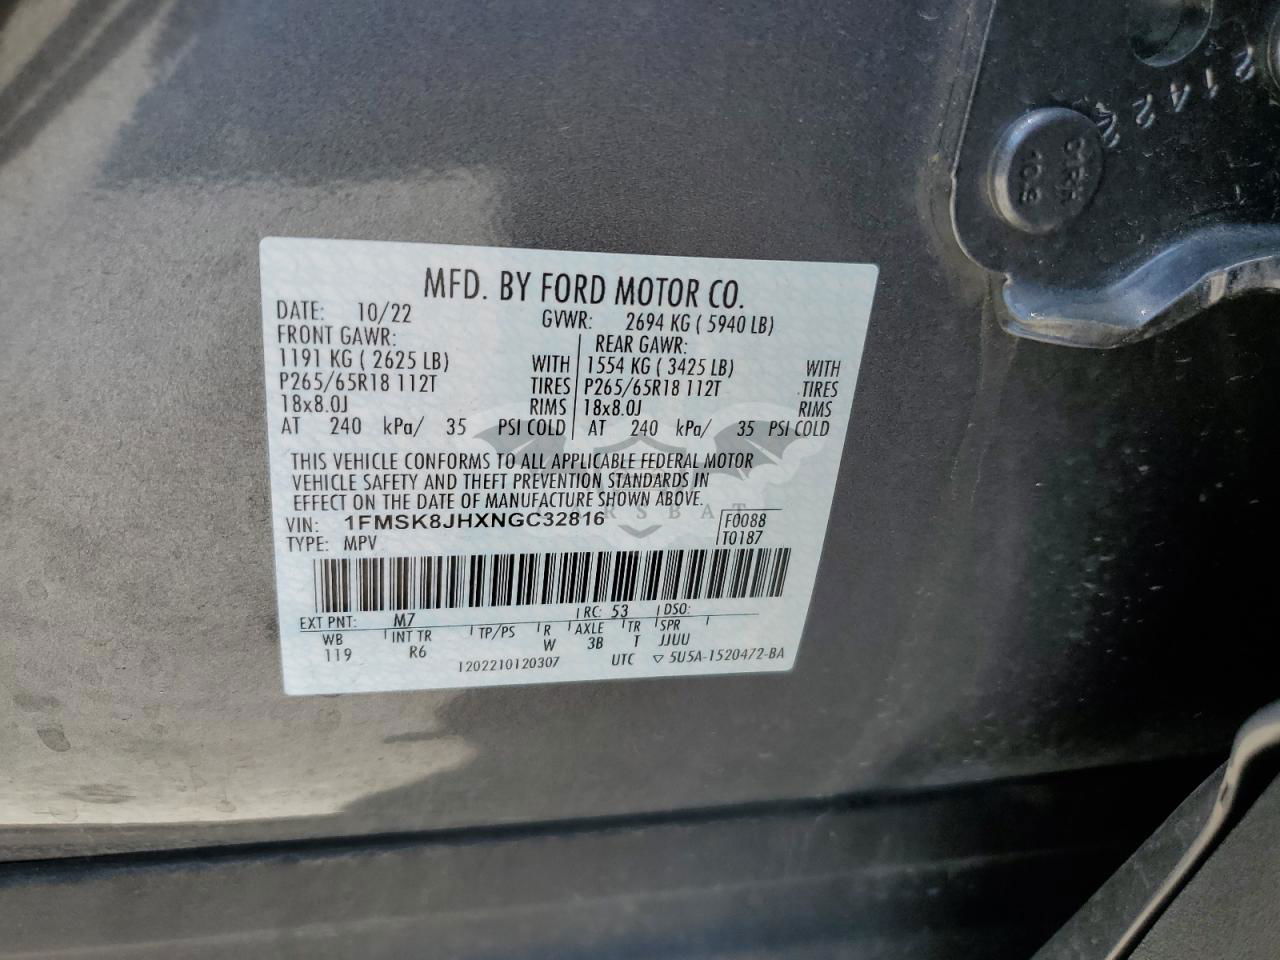 MFD. BY FORD MOTOR CO.
DATE: 10/22 GVWR: 2694 KG ( 5940 LB)
FRONT GAWR: REAR GAWR:
1191 KG ( 2625 LB) WITH 1554 KG ( 3425 LB) WITH
P265/65R18 112T TIRES P265/65R18 112T TIRES
18x8.0J RIMS 18x8.0J RIMS
AT 240 kPa/ 35 PSI COLD AT 240 kPa/ 35 PSI COLD
THIS VEHICLE CONFORMS TO ALL APPLICABLE FEDERAL MOTOR
VEHICLE SAFETY AND THEFT PREVENTION STANDARDS IN
EFFECT ON THE DATE OF MANUFACTURE SHOWN ABOVE.
CARSBAT
VIN: 1FMSK8JHXNGC32816 F0088
TYPE: MPV T0187
EXT PNT: M7 RC: 53 DSO:
WB INT TR TP/PS R AXLE TR SPR
119 R6 W 3B T JJUU
1202210120307 UTC ▽ 5U5A-1520472-BA
2142
10.9